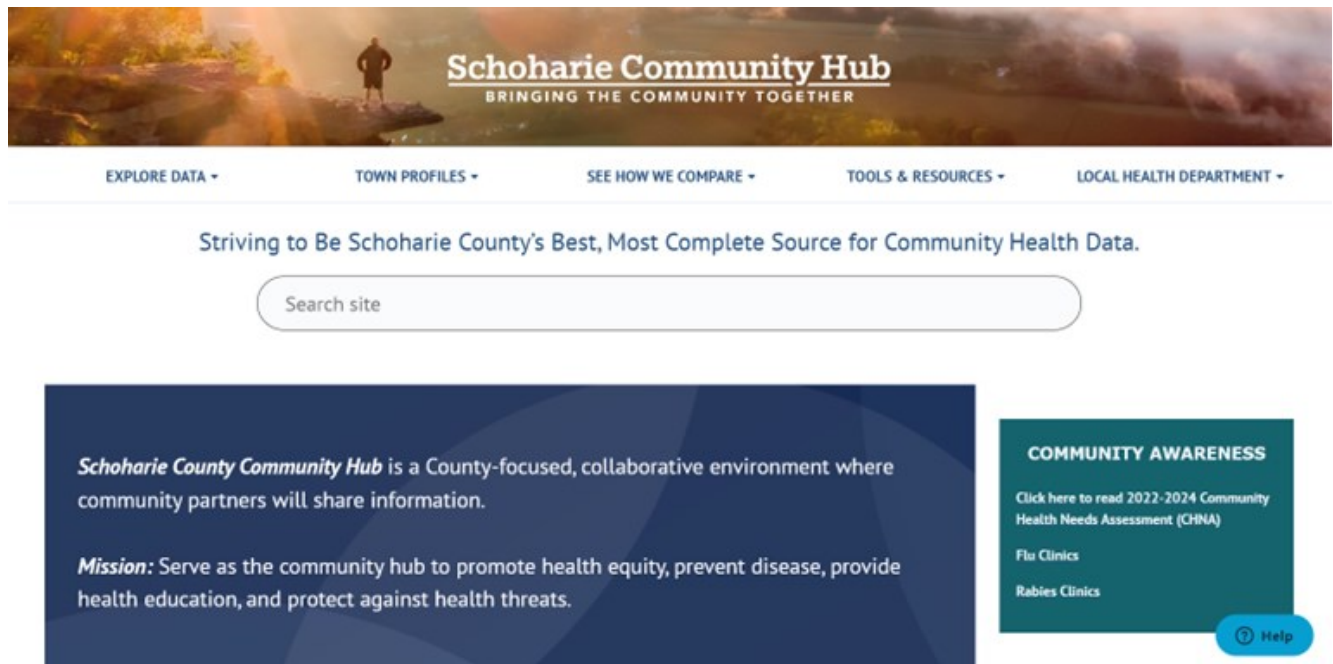 Schoharie Community Hub
BRINGING THE COMMUNITY TOGETHER
EXPLORE DATA
TOWN PROFILES
SEE HOW WE COMPARE
TOOLS & RESOURCES
LOCAL HEALTH DEPARTMENT
Striving to Be Schoharie County's Best, Most Complete Source for Community Health Data.
Search site
Schoharie County Community Hub is a County-focused, collaborative environment where
community partners will share information.
Mission: Serve as the community hub to promote health equity, prevent disease, provide
health education, and protect against health threats.
COMMUNITY AWARENESS
Click here to read 2022-2024 Community
Health Needs Assessment (CHNA)
Flu Clinics
Rabies Clinics
? Help